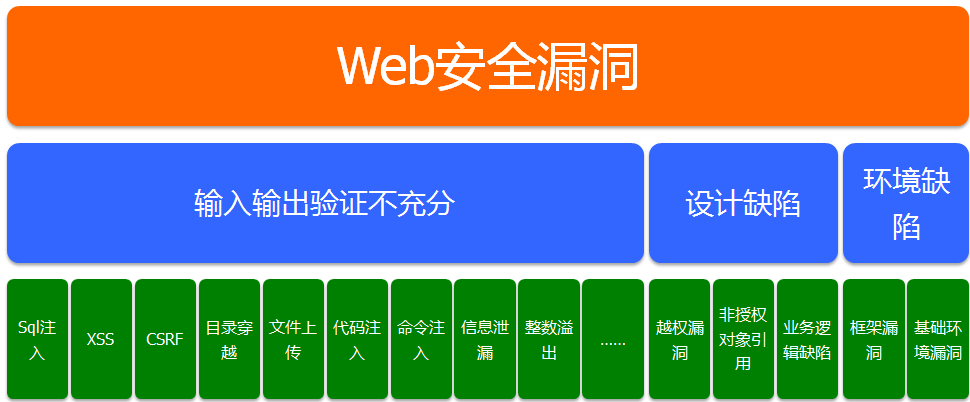 Web安全漏洞
输入输出验证不充分
设计缺陷
环境缺
陷
Sql注
入
XSS
CSRF
目录穿
越
文件上
传
代码注
入
命令注
入
信息泄
漏
整数溢
出
......
越权漏
洞
非授权
对象引
用
业务逻
辑缺陷
框架漏
洞
基础环
境漏洞